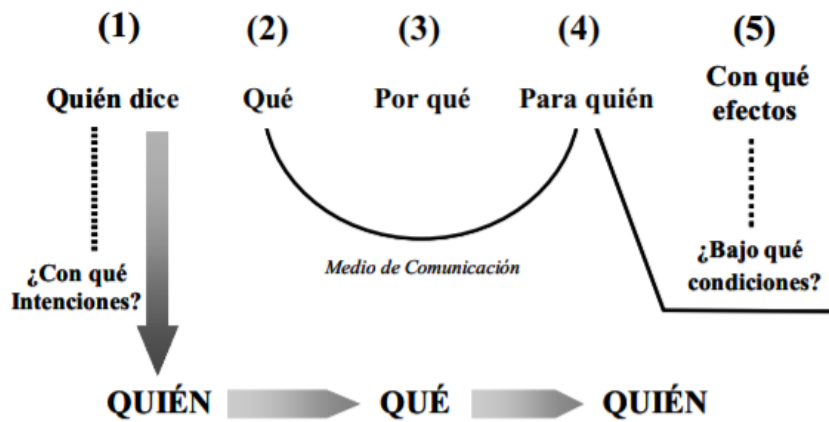 (1) (2) (3) (4) (5)
Quién dice Qué Por qué Para quién Con qué
efectos
¿Con qué
Intenciones?
Medio de Comunicación
¿Bajo qué
condiciones?
QUIÉN QUÉ QUIÉN